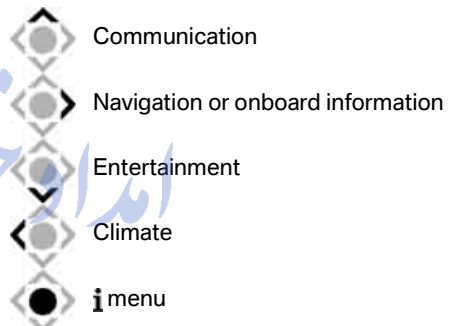 Communication
Navigation or onboard information
Entertainment
Climate
i menu